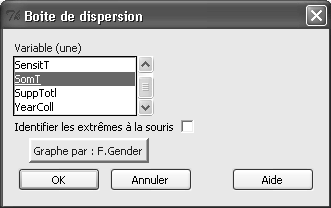 Boite de dispersion
Variable (une)
SensitT
SomT
SuppTotl
YearColl
Identifier les extrêmes à la souris
Graphe par : F.Gender
OK
Annuler
Aide